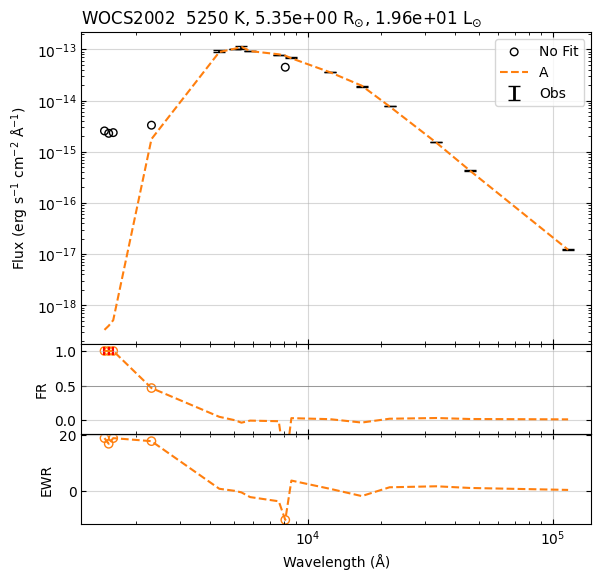 WOCS2002  5250 K, 5.35e+00 R⊙, 1.96e+01 L⊙
No Fit
A
Obs
Flux (erg s⁻¹ cm⁻² Å⁻¹)
10⁻¹³
10⁻¹⁴
10⁻¹⁵
10⁻¹⁶
10⁻¹⁷
10⁻¹⁸
FR
1.0
0.5
0.0
EWR
20
0
10⁴
10⁵
Wavelength (Å)